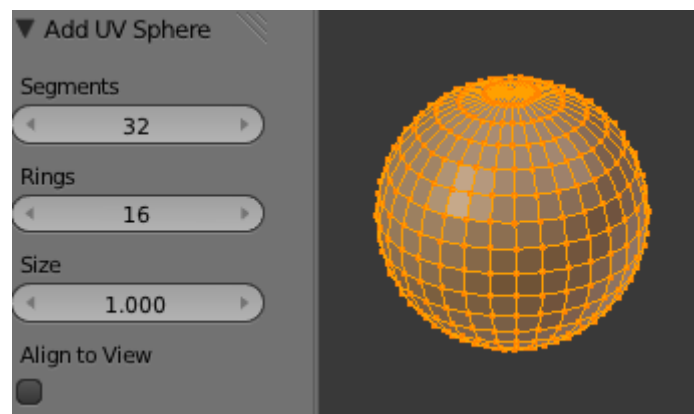 Add UV Sphere
Segments
32
Rings
16
Size
1.000
Align to View